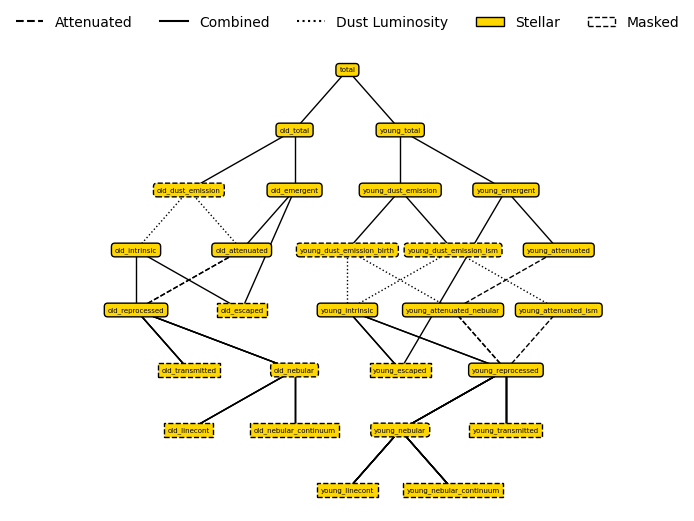 Attenuated Combined Dust Luminosity Stellar Masked
total
old_total young_total
old_dust_emission old_emergent young_dust_emission young_emergent
old_intrinsic old_attenuated young_dust_emission_birth young_dust_emission_ism young_attenuated
old_reprocessed old_escaped young_intrinsic young_attenuated_nebular young_attenuated_ism
old_transmitted old_nebular young_escaped young_reprocessed
old_linecont old_nebular_continuum young_nebular young_transmitted
young_linecont young_nebular_continuum